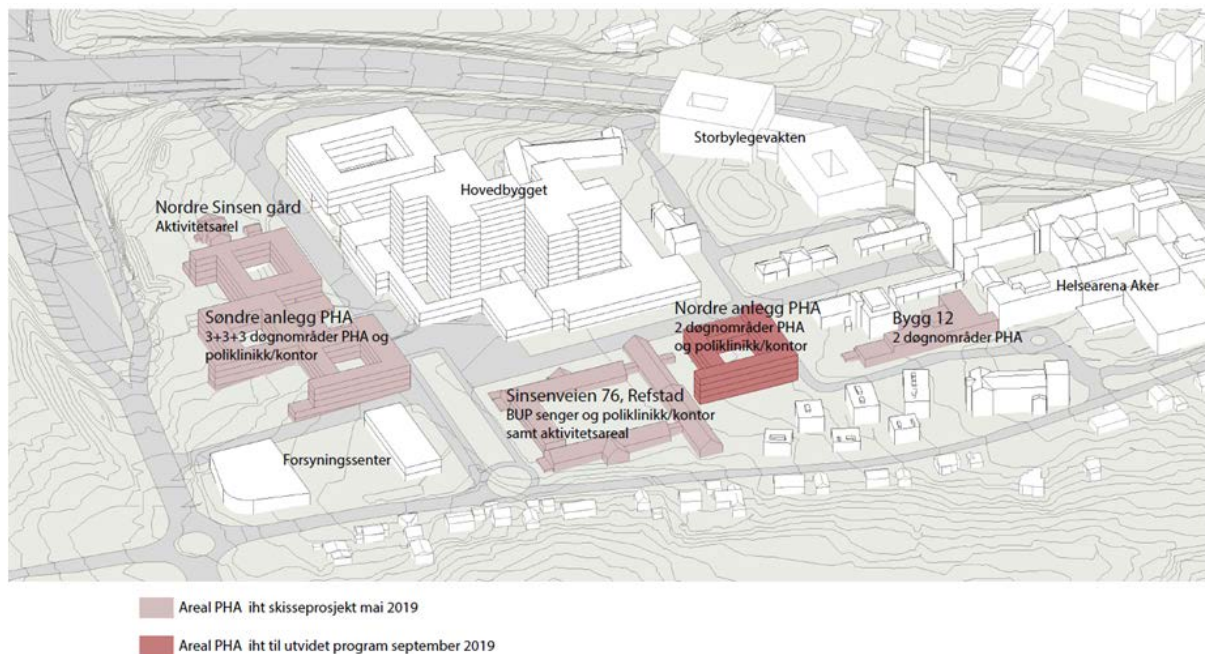 Storbylegevakten
Hovedbygget
Nordre Sinsen gård
Aktivitetsarel
Helsearena Aker
Nordre anlegg PHA
2 døgnområder PHA
og poliklinikk/kontor
Bygg 12
2 døgnområder PHA
Søndre anlegg PHA
3+3+3 døgnområder PHA og
poliklinikk/kontor
Sinsenveien 76, Refstad
BUP senger og poliklinikk/kontor
samt aktivitetsareal
Forsyningssenter
Areal PHA iht skisseprosjekt mai 2019
Areal PHA iht til utvidet program september 2019